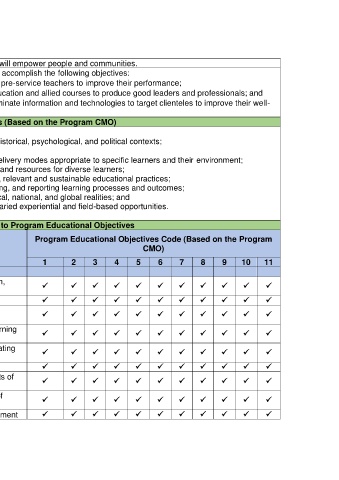 will empower people and communities.
accomplish the following objectives:
pre-service teachers to improve their performance;
ucation and allied courses to produce good leaders and professionals; and
minate information and technologies to target clienteles to improve their well-
s (Based on the Program CMO)
istorical, psychological, and political contexts;
elivery modes appropriate to specific learners and their environment;
and resources for diverse learners;
, relevant and sustainable educational practices;
ng, and reporting learning processes and outcomes;
cal, national, and global realities; and
aried experiential and field-based opportunities.
to Program Educational Objectives
Program Educational Objectives Code (Based on the Program
CMO)
1 2 3 4 5 6 7 8 9 10 11
n, ✓ ✓ ✓ ✓ ✓ ✓ ✓ ✓ ✓ ✓ ✓
✓ ✓ ✓ ✓ ✓ ✓ ✓ ✓ ✓ ✓ ✓
✓ ✓ ✓ ✓ ✓ ✓ ✓ ✓ ✓ ✓ ✓
rning ✓ ✓ ✓ ✓ ✓ ✓ ✓ ✓ ✓ ✓ ✓
ating ✓ ✓ ✓ ✓ ✓ ✓ ✓ ✓ ✓ ✓ ✓
✓ ✓ ✓ ✓ ✓ ✓ ✓ ✓ ✓ ✓ ✓
ts of ✓ ✓ ✓ ✓ ✓ ✓ ✓ ✓ ✓ ✓ ✓
f ✓ ✓ ✓ ✓ ✓ ✓ ✓ ✓ ✓ ✓ ✓
ment ✓ ✓ ✓ ✓ ✓ ✓ ✓ ✓ ✓ ✓ ✓